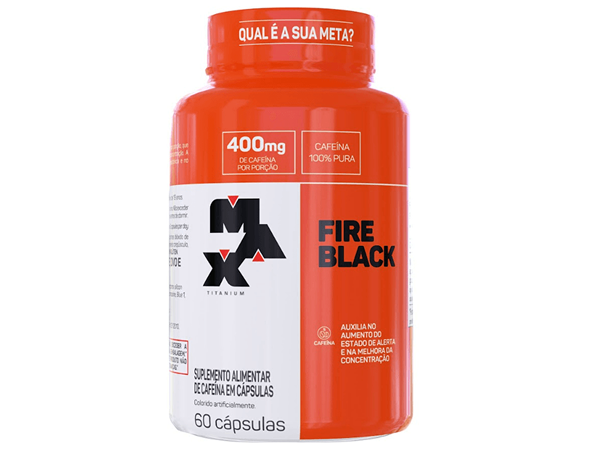 QUAL É A SUA META?
400mg
DE CAFEÍNA
POR PORÇÃO
CAFEÍNA
100% PURA
MAX
TITANIUM
FIRE
BLACK
CAFEÍNA
AUXILIA NO
AUMENTO DO
ESTADO DE ALERTA
E NA MELHORA DA
CONCENTRAÇÃO
SUPLEMENTO ALIMENTAR
DE CAFEÍNA EM CÁPSULAS
Colorido artificialmente.
60 cápsulas